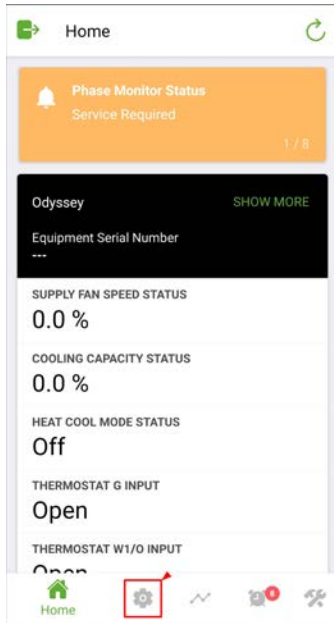 Home
Phase Monitor Status
Service Required
1 / 8
Odyssey
SHOW MORE
Equipment Serial Number
---
SUPPLY FAN SPEED STATUS
0.0 %
COOLING CAPACITY STATUS
0.0 %
HEAT COOL MODE STATUS
Off
THERMOSTAT G INPUT
Open
THERMOSTAT W1/O INPUT
Open
Home